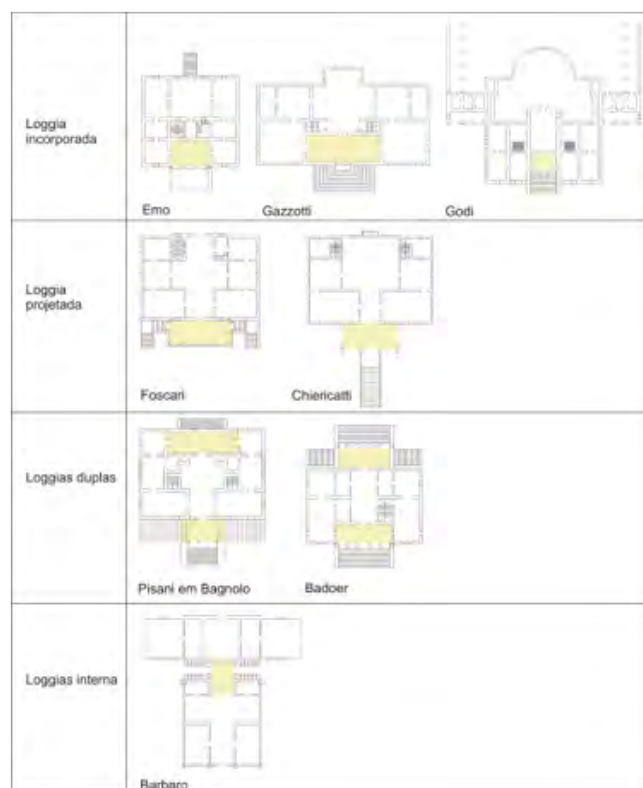 Loggia
incorporada
Emo
Gazzotti
Godi
Loggia
projetada
Foscari
Chiericatti
Loggias duplas
Pisani em Bagnolo
Badoer
Loggias interna
Barbaro